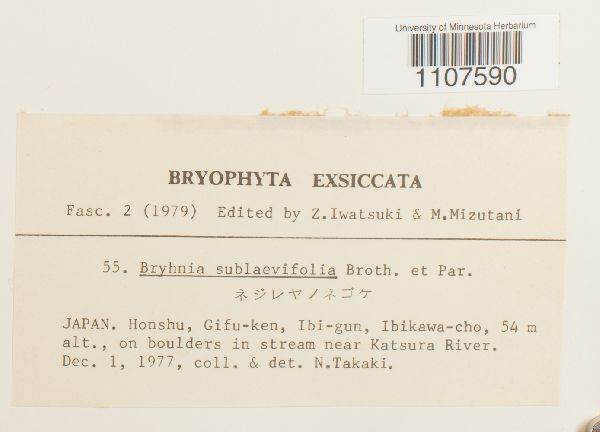 University of Minnesota Herbarium
1107590
BRYOPHYTA EXSICCATA
Fasc. 2 (1979) Edited by Z.Iwatsuki & M.Mizutani
55. Bryhnia sublaevifolia Broth. et Par.
ネジレヤノネゴケ
JAPAN. Honshu, Gifu-ken, Ibi-gun, Ibikawa-cho, 54 m
alt., on boulders in stream near Katsura River.
Dec. 1, 1977, coll. & det. N.Takaki.